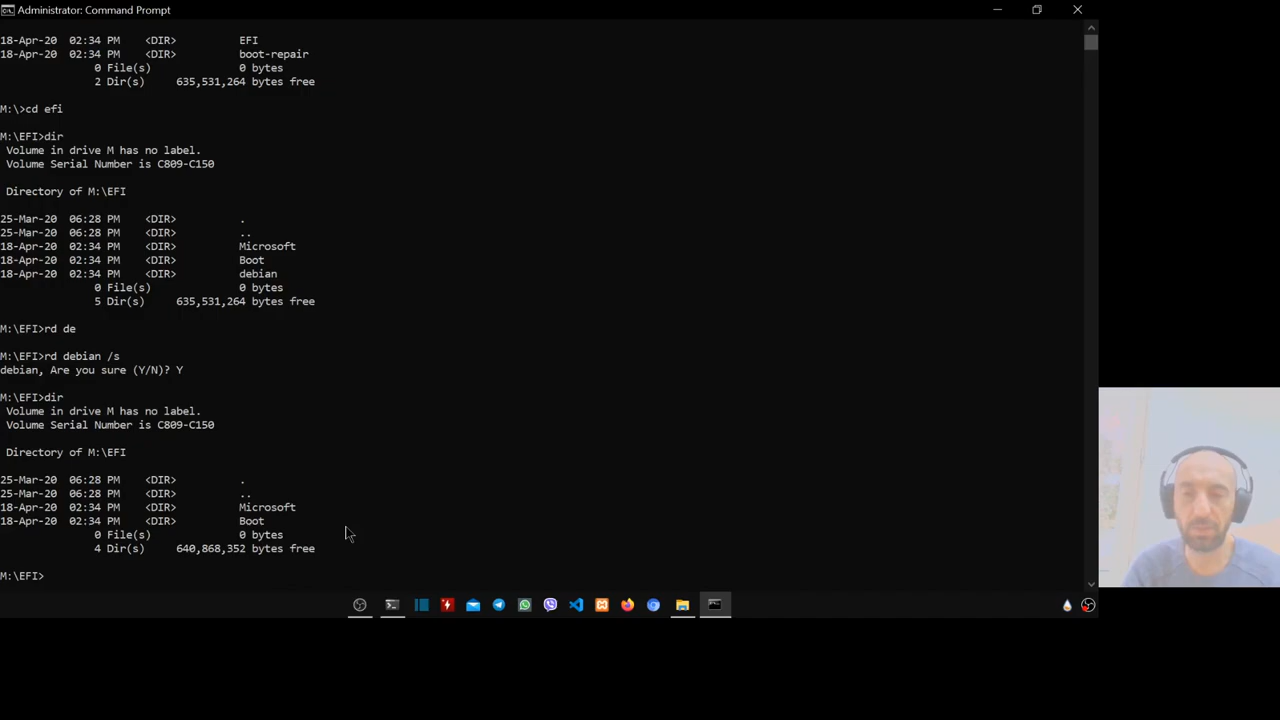 Administrator: Command Prompt
18-Apr-20  02:34 PM    <DIR>          EFI
18-Apr-20  02:34 PM    <DIR>          boot-repair
0 File(s)              0 bytes
2 Dir(s)     635,531,264 bytes free
M:\>cd efi
M:\EFI>dir
Volume in drive M has no label.
Volume Serial Number is C809-C150
Directory of M:\EFI
25-Mar-20  06:28 PM    <DIR>          .
25-Mar-20  06:28 PM    <DIR>          ..
18-Apr-20  02:34 PM    <DIR>          Microsoft
18-Apr-20  02:34 PM    <DIR>          Boot
18-Apr-20  02:34 PM    <DIR>          debian
0 File(s)              0 bytes
5 Dir(s)     635,531,264 bytes free
M:\EFI>rd de
M:\EFI>rd debian /s
debian, Are you sure (Y/N)? Y
M:\EFI>dir
Volume in drive M has no label.
Volume Serial Number is C809-C150
Directory of M:\EFI
25-Mar-20  06:28 PM    <DIR>          .
25-Mar-20  06:28 PM    <DIR>          ..
18-Apr-20  02:34 PM    <DIR>          Microsoft
18-Apr-20  02:34 PM    <DIR>          Boot
0 File(s)              0 bytes
4 Dir(s)     640,868,352 bytes free
M:\EFI>